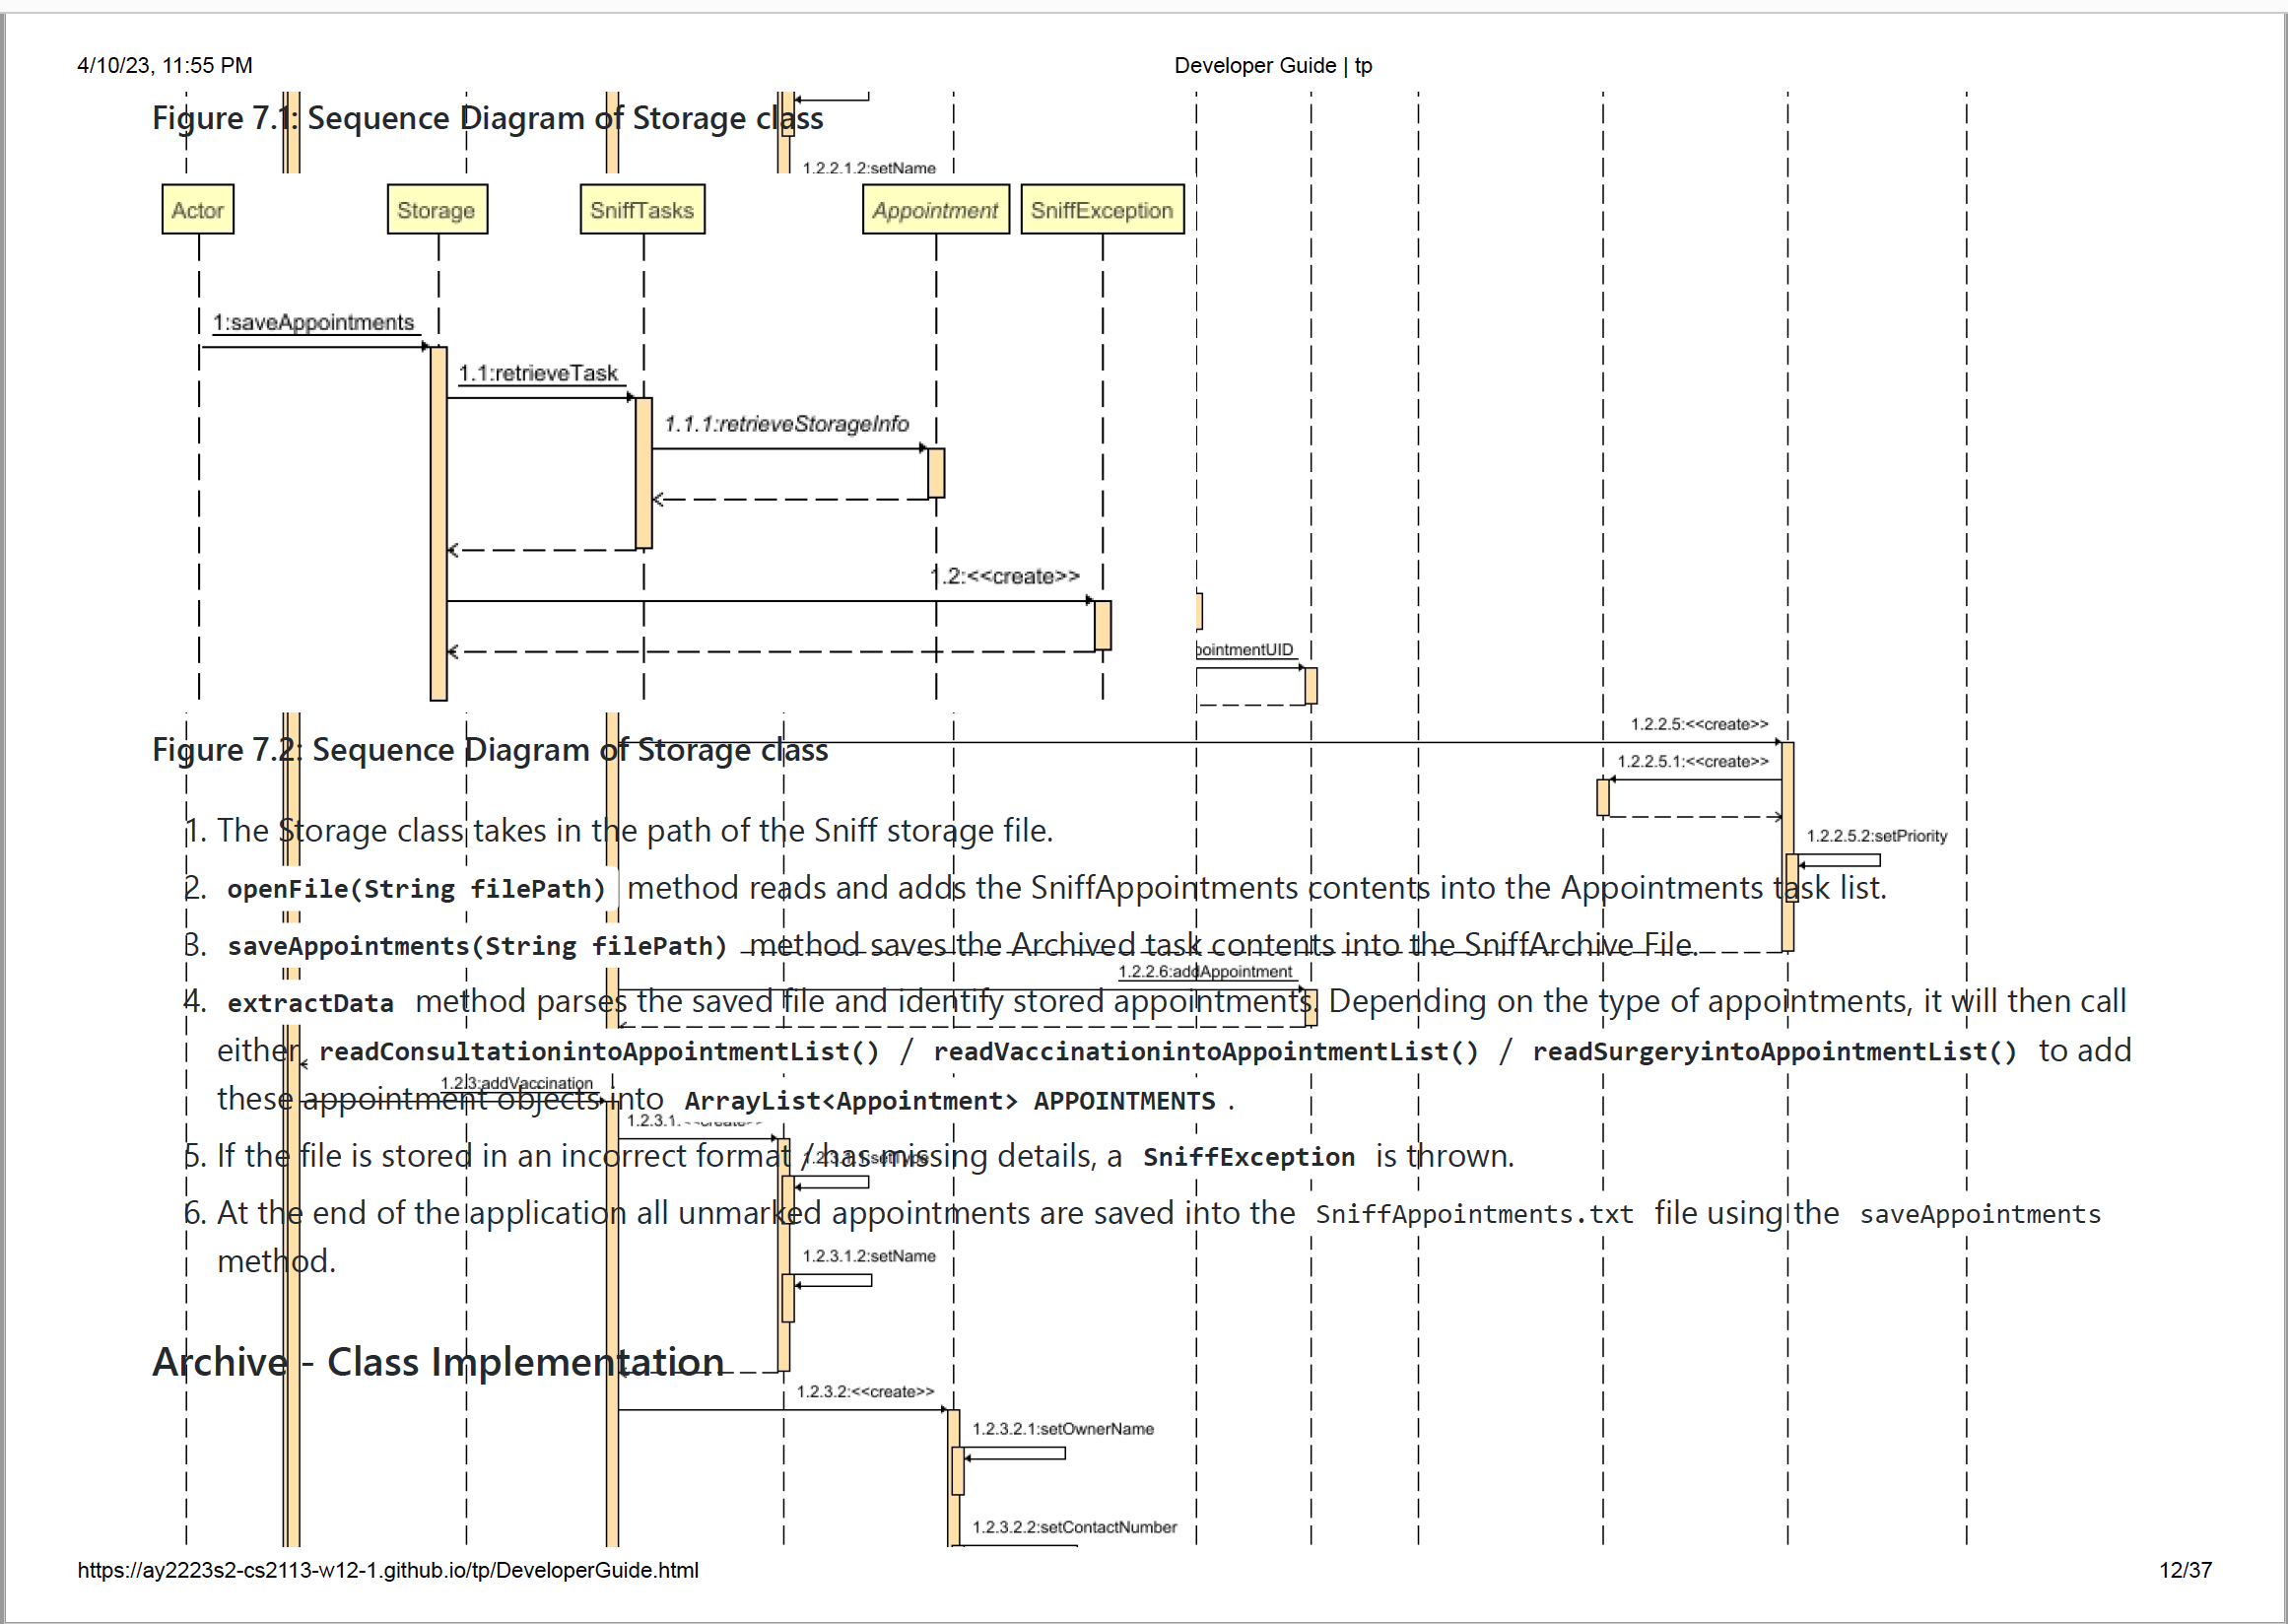 4/10/23, 11:55 PM
Developer Guide | tp
Figure 7.1: Sequence Diagram of Storage class
1.2.2.1.2:setName
Actor
Storage
SniffTasks
Appointment
SniffException
1:saveAppointments
1.1:retrieveTask
1.1.1:retrieveStorageInfo
1.2:<<create>>
pointmentUID
1.2.2.5:<<create>>
Figure 7.2: Sequence Diagram of Storage class
1.2.2.5.1:<<create>>
1. The Storage class takes in the path of the Sniff storage file.
1.2.2.5.2:setPriority
2. openFile(String filePath) method reads and adds the SniffAppointments contents into the Appointments task list.
3. saveAppointments(String filePath) method saves the Archived task contents into the SniffArchive File.
1.2.2.6:addAppointment
4. extractData method parses the saved file and identify stored appointments. Depending on the type of appointments, it will then call
either readConsultationintoAppointmentList() / readVaccinationintoAppointmentList() / readSurgeryintoAppointmentList() to add
1.2.3:addVaccination
these appointment objects into ArrayList<Appointment> APPOINTMENTS .
1.2.3.1:<<create>>
5. If the file is stored in an incorrect format / has missing details, a SniffException is thrown.
6. At the end of the application all unmarked appointments are saved into the SniffAppointments.txt file using the saveAppointments
method.
1.2.3.1.2:setName
Archive - Class Implementation
1.2.3.2:<<create>>
1.2.3.2.1:setOwnerName
1.2.3.2.2:setContactNumber
https://ay2223s2-cs2113-w12-1.github.io/tp/DeveloperGuide.html
12/37